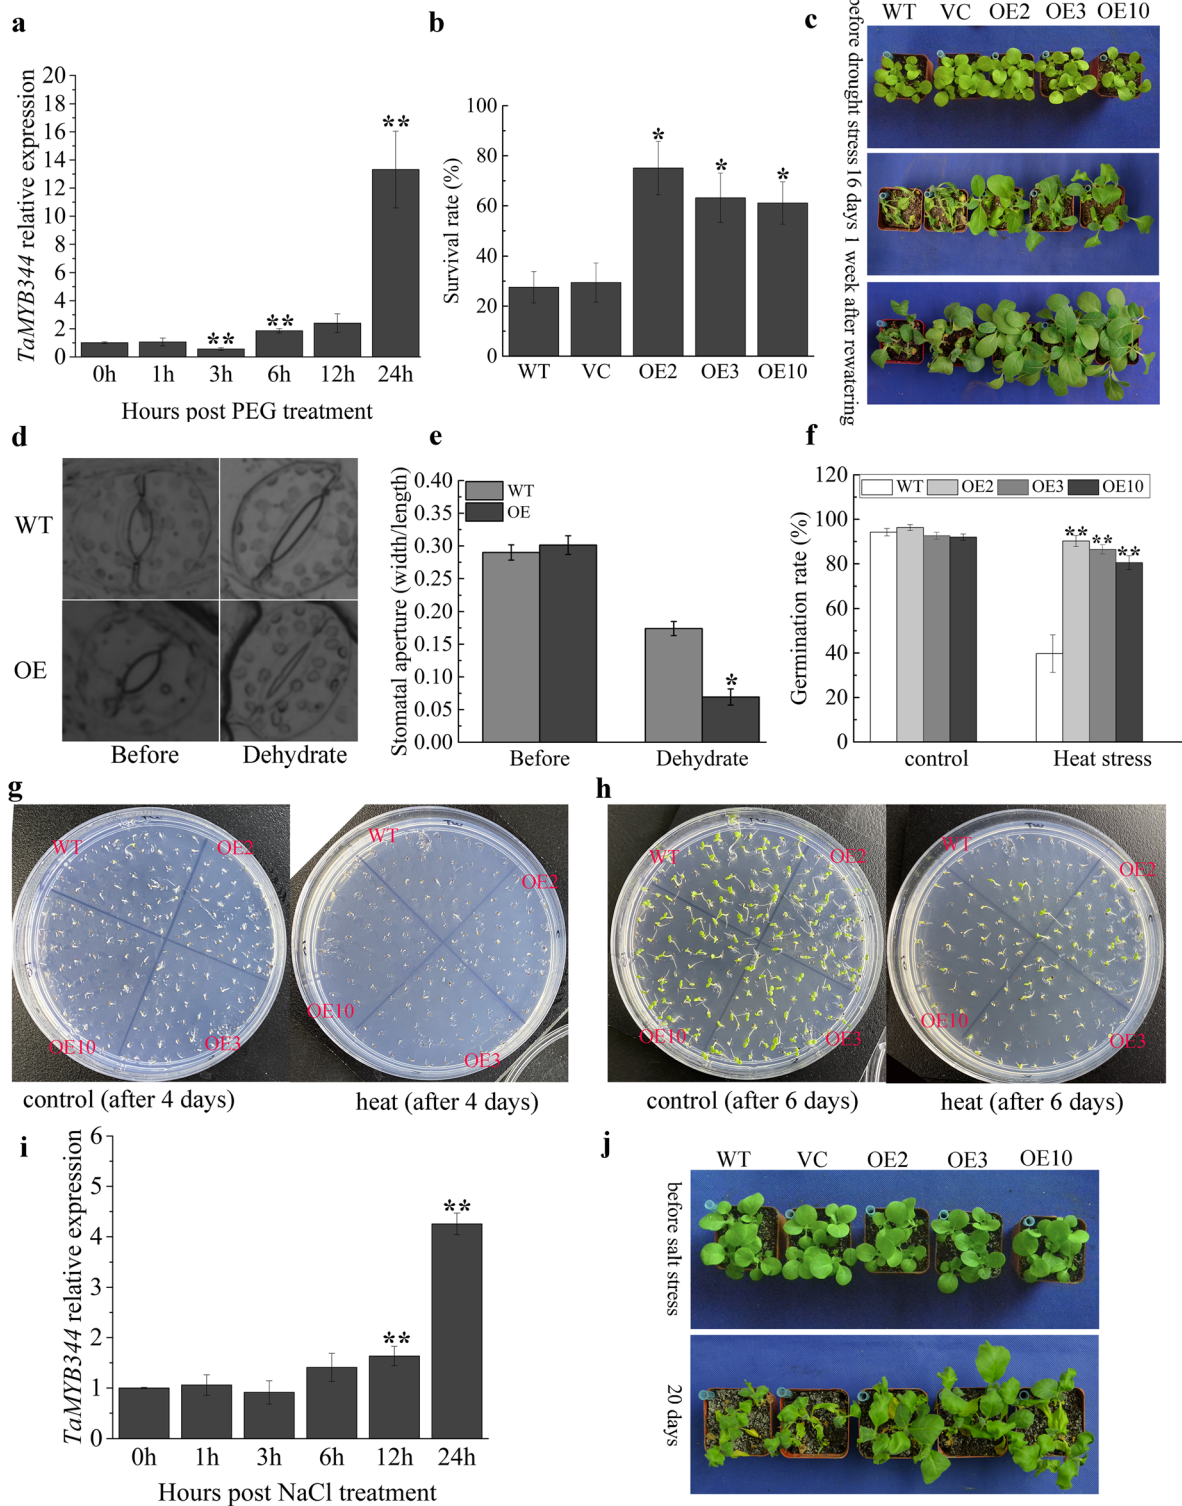 a
TaMYB344 relative expression
20
18
16
14
12
10
8
6
4
2
0
** ** **
0h 1h 3h 6h 12h 24h
Hours post PEG treatment
b
Survival rate (%)
100
80
60
40
20
0
* * *
WT VC OE2 OE3 OE10
c
WT VC OE2 OE3 OE10
before drought stress 16 days 1 week after rewatering
d
WT
OE
Before Dehydrate
e
Stomatal aperture (width/length)
0.40
0.35
0.30
0.25
0.20
0.15
0.10
0.05
0.00
WT
OE
*
Before Dehydrate
f
Germination rate (%)
120
100
80
60
40
20
0
WT OE2 OE3 OE10
** ** **
control Heat stress
g
WT OE2
OE10 OE3
WT OE2
OE10 OE3
control (after 4 days) heat (after 4 days)
h
WT OE2
OE10 OE3
WT OE2
OE10 OE3
control (after 6 days) heat (after 6 days)
i
TaMYB344 relative expression
6
5
4
3
2
1
0
** **
0h 1h 3h 6h 12h 24h
Hours post NaCl treatment
j
WT VC OE2 OE3 OE10
before salt stress
20 days